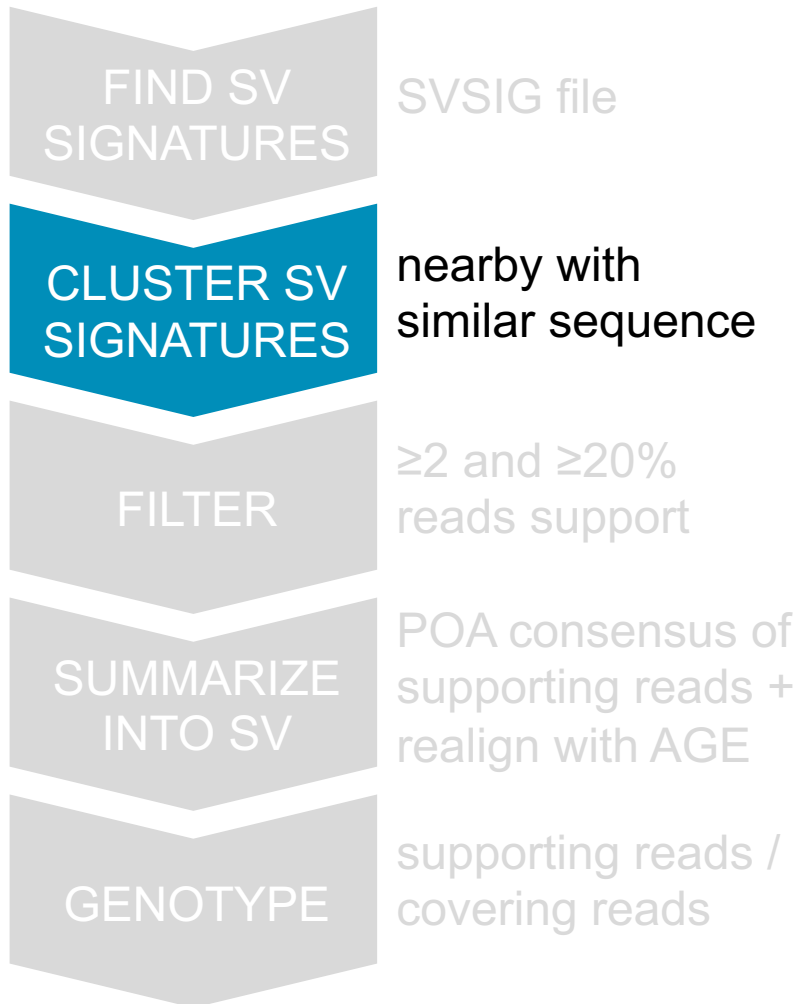 FIND SV
SIGNATURES
SVSIG file
CLUSTER SV
SIGNATURES
nearby with
similar sequence
FILTER
≥2 and ≥20%
reads support
SUMMARIZE
INTO SV
POA consensus of
supporting reads +
realign with AGE
GENOTYPE
supporting reads /
covering reads